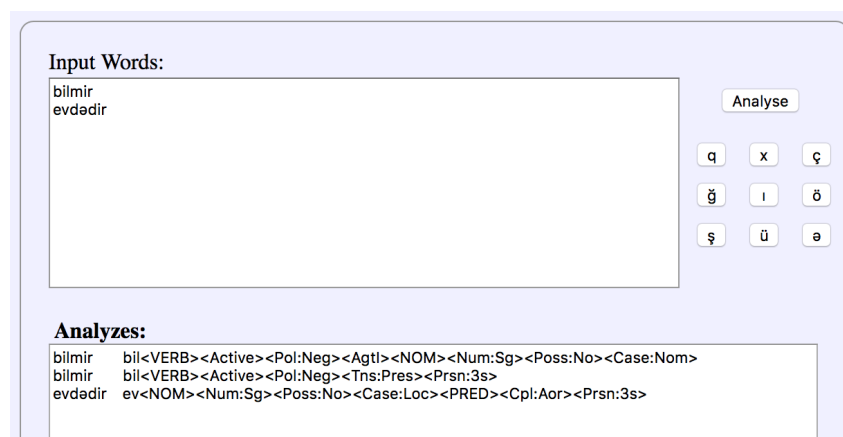 Input Words:
bilmir
evdədir
Analyse
q x ç
ğ ı ö
ş ü ə
Analyzes:
bilmir bil<VERB><Active><Pol:Neg><AgtI><NOM><Num:Sg><Poss:No><Case:Nom>
bilmir bil<VERB><Active><Pol:Neg><Tns:Pres><Prsn:3s>
evdədir ev<NOM><Num:Sg><Poss:No><Case:Loc><PRED><Cpl:Aor><Prsn:3s>